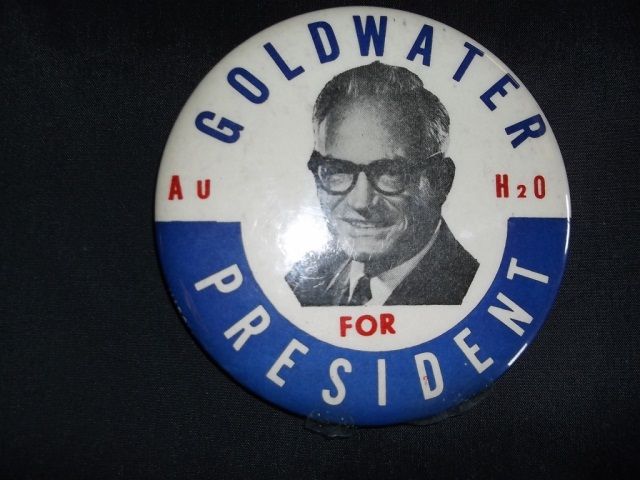 GOLDWATER
AU H2O
FOR
PRESIDENT